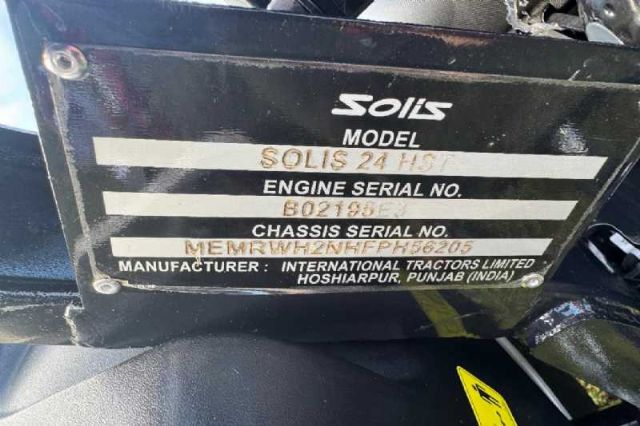 Solis
MODEL
SOLIS 24 HST
ENGINE SERIAL NO.
CHASSIS SERIAL NO.
MEMRWH2NHFPH56205
MANUFACTURER : INTERNATIONAL TRACTORS LIMITED
HOSHIARPUR, PUNJAB (INDIA)